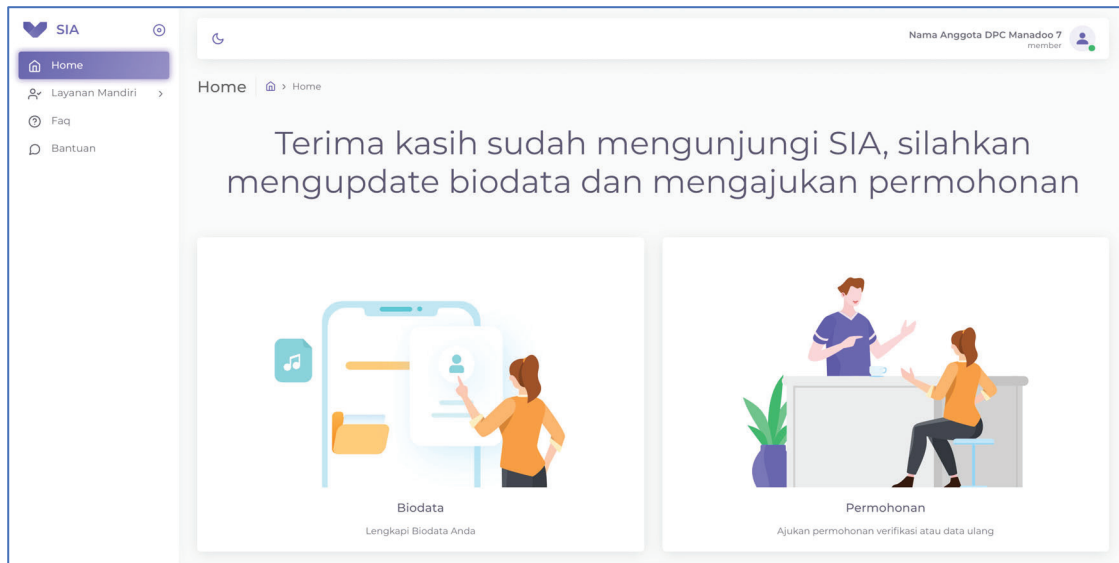 SIA
Home
Layanan Mandiri
Faq
Bantuan
Nama Anggota DPC Manadoo 7
member
Home
Home
Terima kasih sudah mengunjungi SIA, silahkan
mengupdate biodata dan mengajukan permohonan
Biodata
Lengkapi Biodata Anda
Permohonan
Ajukan permohonan verifikasi atau data ulang